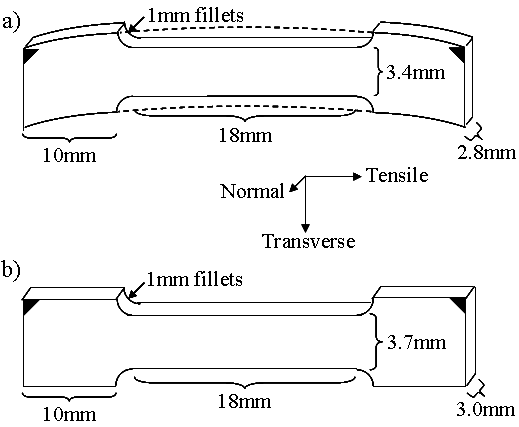 a)
1mm fillets
3.4mm
18mm
10mm
2.8mm
Normal
Tensile
Transverse
b)
1mm fillets
3.7mm
10mm
18mm
3.0mm